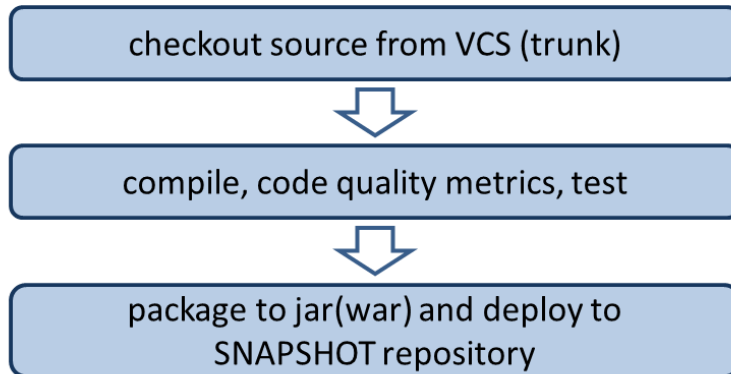 checkout source from VCS (trunk)
compile, code quality metrics, test
package to jar(war) and deploy to
SNAPSHOT repository